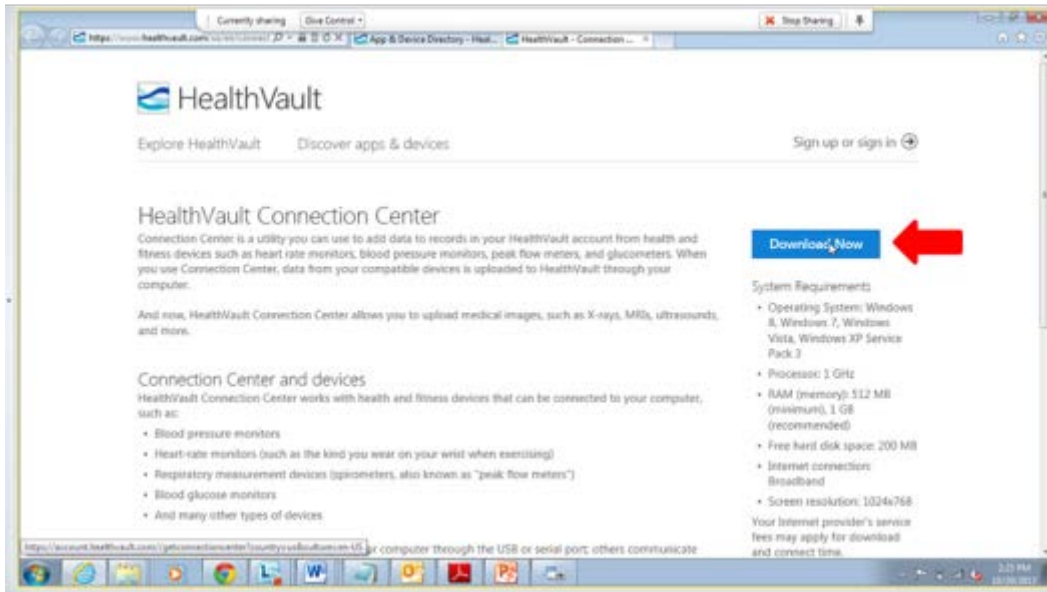 Currently sharing Give Control
Stop Sharing
App & Device Directory - Heal... HealthVault - Connection ...
HealthVault
Explore HealthVault Discover apps & devices Sign up or sign in
HealthVault Connection Center
Connection Center is a utility you can use to add data to records in your HealthVault account from health and
fitness devices such as heart rate monitors, blood pressure monitors, peak flow meters, and glucometers. When
you use Connection Center, data from your compatible devices is uploaded to HealthVault through your
computer.
And now, HealthVault Connection Center allows you to upload medical images, such as X-rays, MRIs, ultrasounds,
and more.
Connection Center and devices
HealthVault Connection Center works with health and fitness devices that can be connected to your computer,
such as:
• Blood pressure monitors
• Heart-rate monitors (such as the kind you wear on your wrist when exercising)
• Respiratory measurement devices (spirometers, also known as "peak flow meters")
• Blood glucose monitors
• And many other types of devices
computer through the USB or serial port; others communicate
Download Now
System Requirements
• Operating System: Windows
8, Windows 7, Windows
Vista, Windows XP Service
Pack 3
• Processor: 1 GHz
• RAM (memory): 512 MB
(minimum), 1 GB
(recommended)
• Free hard disk space: 200 MB
• Internet connection:
Broadband
• Screen resolution: 1024x768
Your Internet provider's service
fees may apply for download
and connect time.
2:25 PM